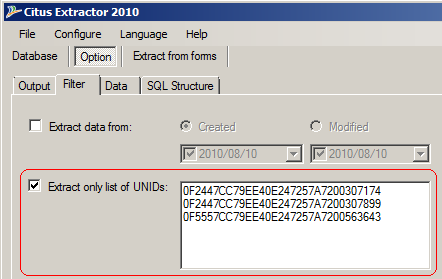 Citus Extractor 2010
File Configure Language Help
Database Option Extract from forms
Output Filter Data SQL Structure
Extract data from: Created Modified
2010/08/10 2010/08/10
Extract only list of UNIDs: 0F2447CC79EE40E247257A7200307174
0F2447CC79EE40E247257A7200307899
0F5557CC79EE40E247257A7200563643